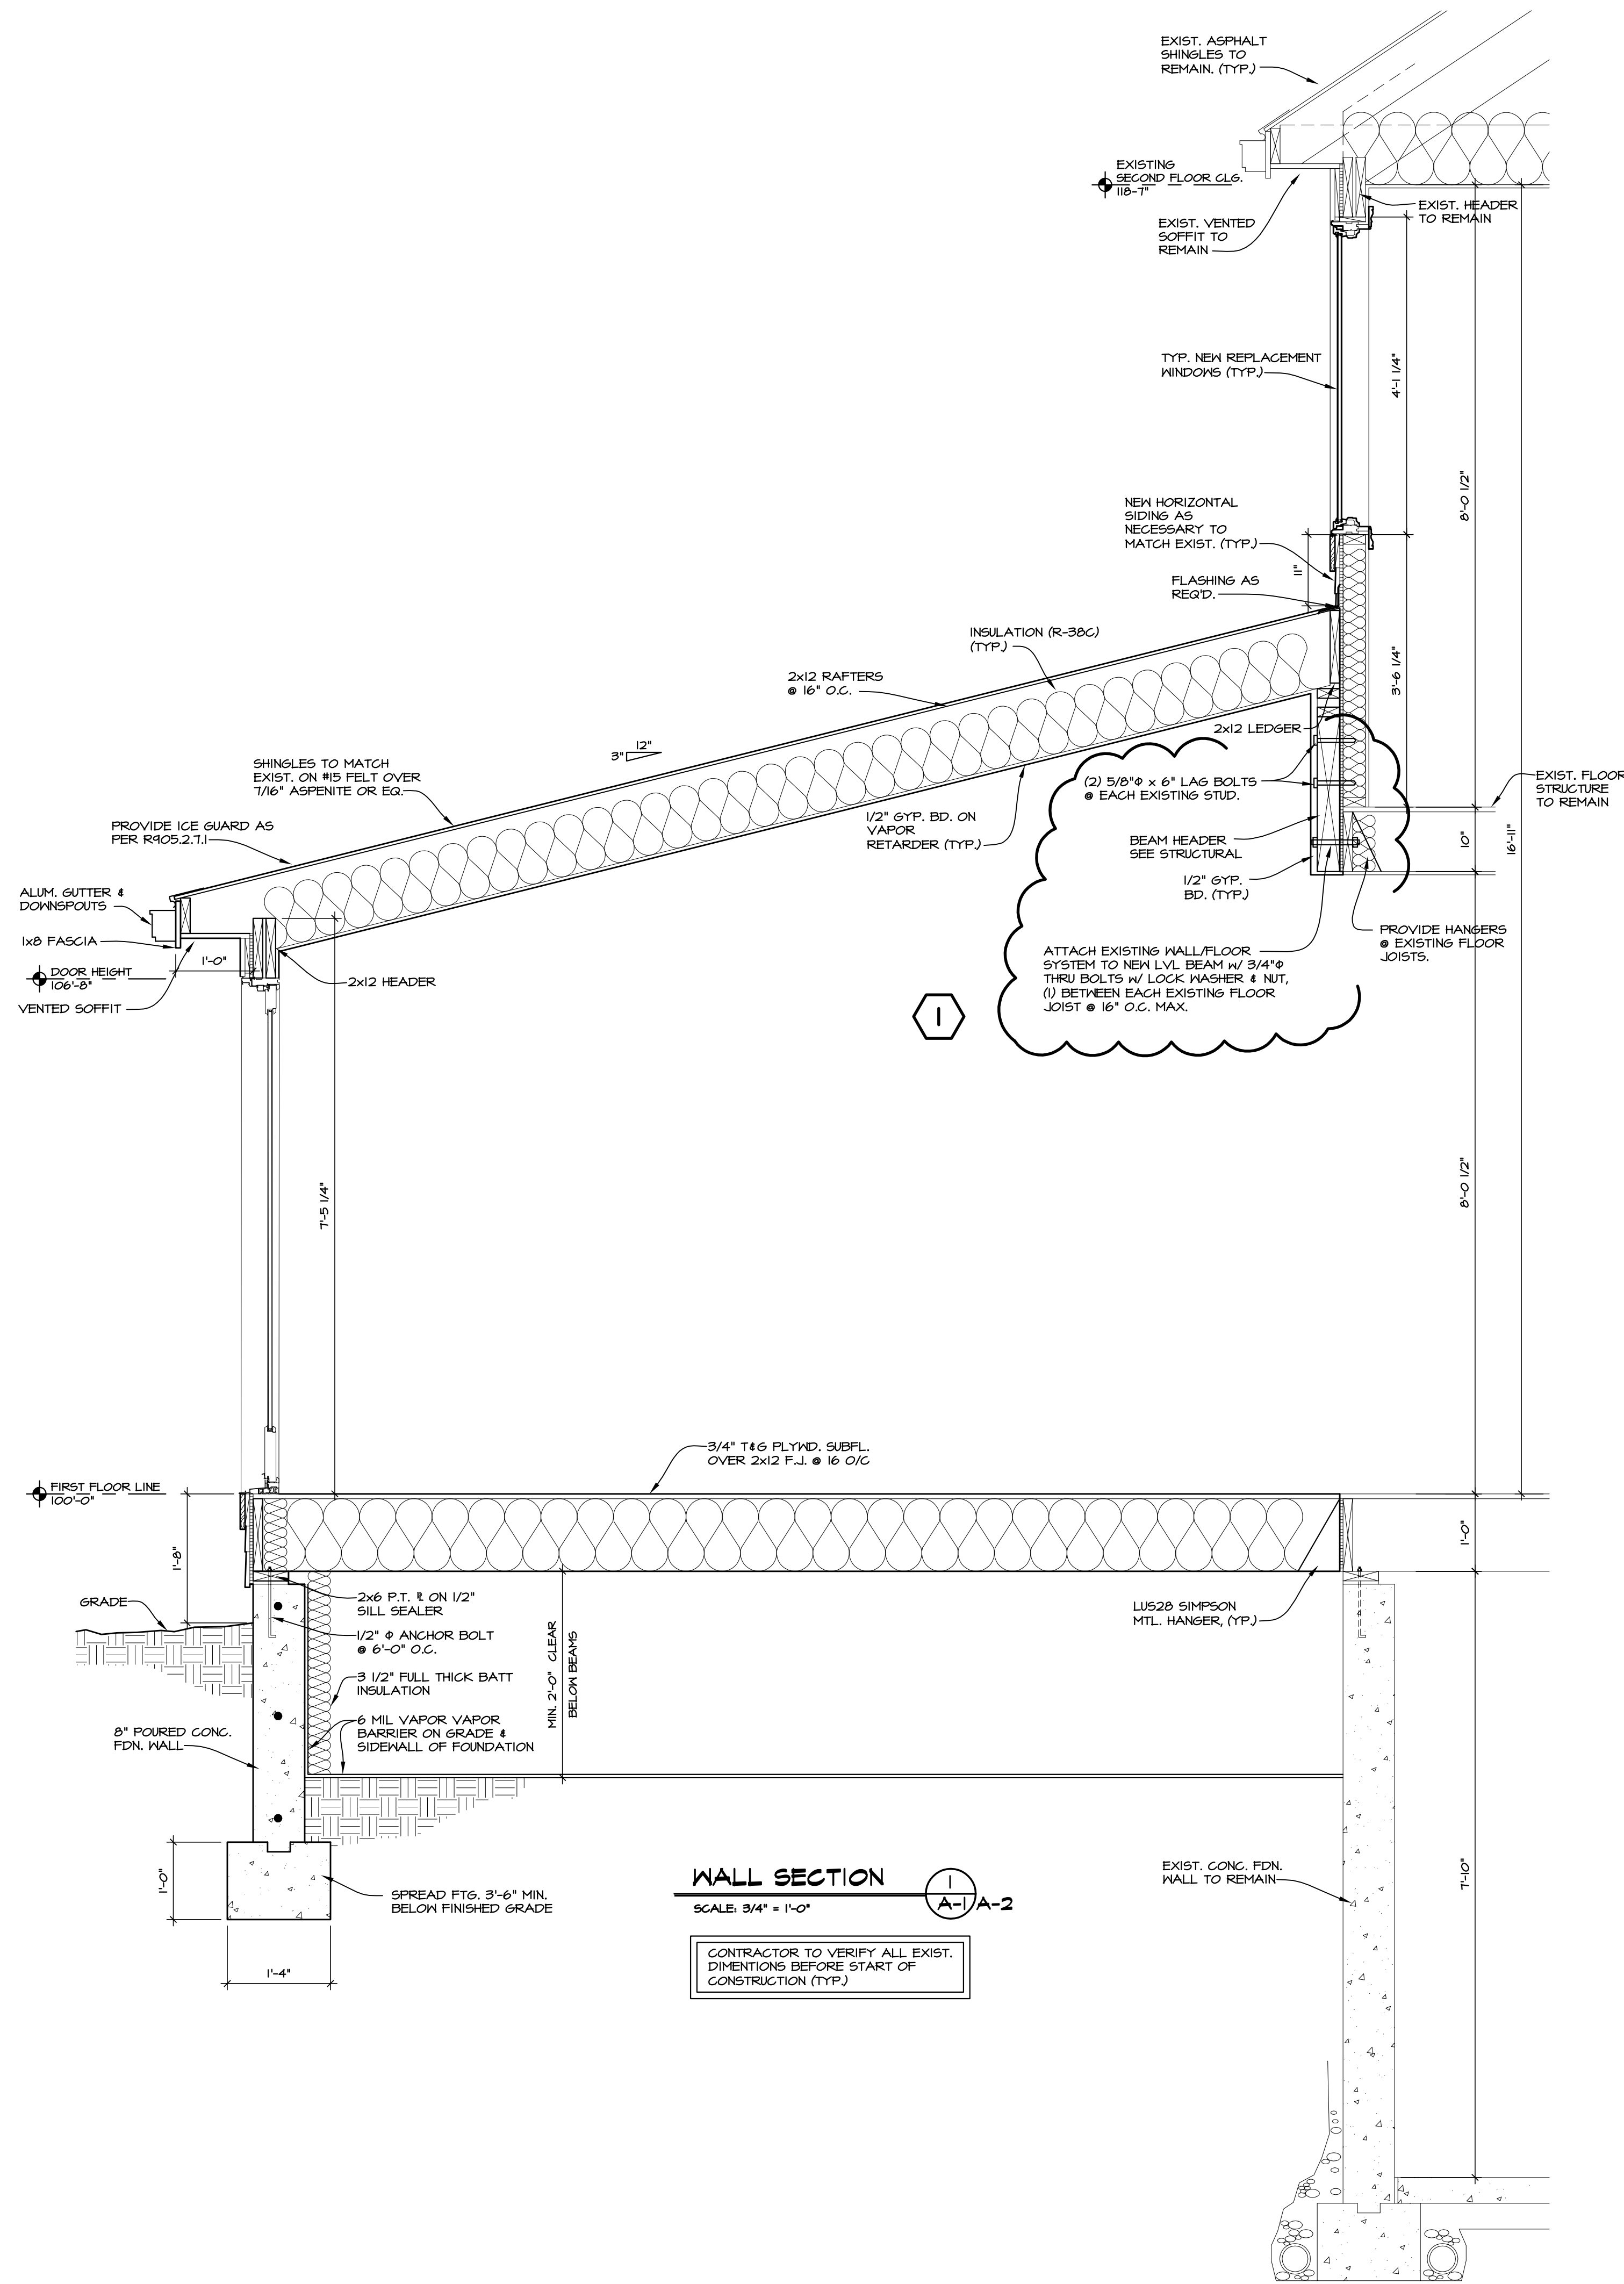 EXIST. ASPHALT
SHINGLES TO
REMAIN. (TYP.)
EXISTING
SECOND FLOOR CLG.
118-7"
EXIST. HEADER
TO REMAIN
EXIST. VENTED
SOFFIT TO
REMAIN
TYP. NEW REPLACEMENT
WINDOWS (TYP.)
4'-1 1/4"
8'-0 1/2"
NEW HORIZONTAL
SIDING AS
NECESSARY TO
MATCH EXIST. (TYP.)
11"
FLASHING AS
REQ'D.
INSULATION (R-38C)
(TYP.)
2x12 RAFTERS
@ 16" O.C.
3'-6 1/4"
2x12 LEDGER
12"
3"
SHINGLES TO MATCH
EXIST. ON #15 FELT OVER
7/16" ASPENITE OR EQ.
(2) 5/8"Φ x 6" LAG BOLTS
@ EACH EXISTING STUD.
EXIST. FLOOR
STRUCTURE
TO REMAIN
PROVIDE ICE GUARD AS
PER R905.2.7.1
1/2" GYP. BD. ON
VAPOR
RETARDER (TYP.)
BEAM HEADER
SEE STRUCTURAL
10"
16'-11"
1/2" GYP.
BD. (TYP.)
ALUM. GUTTER &
DOWNSPOUTS
1x8 FASCIA
1'-0"
DOOR HEIGHT
106'-8"
VENTED SOFFIT
2x12 HEADER
PROVIDE HANGERS
@ EXISTING FLOOR
JOISTS.
ATTACH EXISTING WALL/FLOOR
SYSTEM TO NEW LVL BEAM w/ 3/4"Φ
THRU BOLTS w/ LOCK WASHER & NUT,
(1) BETWEEN EACH EXISTING FLOOR
JOIST @ 16" O.C. MAX.
1
7'-5 1/4"
8'-0 1/2"
3/4" T&G PLYWD. SUBFL.
OVER 2x12 F.J. @ 16 O/C
FIRST FLOOR LINE
100'-0"
1'-8"
1'-0"
GRADE
2x6 P.T. ℄ ON 1/2"
SILL SEALER
1/2" Φ ANCHOR BOLT
@ 6'-0" O.C.
3 1/2" FULL THICK BATT
INSULATION
6 MIL VAPOR VAPOR
BARRIER ON GRADE &
SIDEWALL OF FOUNDATION
MIN. 2'-0" CLEAR
BELOW BEAMS
LUS28 SIMPSON
MTL. HANGER, (YP.)
8" POURED CONC.
FDN. WALL
1'-0"
SPREAD FTG. 3'-6" MIN.
BELOW FINISHED GRADE
1'-4"
WALL SECTION
SCALE: 3/4" = 1'-0"
1
A-1
A-2
CONTRACTOR TO VERIFY ALL EXIST.
DIMENTIONS BEFORE START OF
CONSTRUCTION (TYP.)
EXIST. CONC. FDN.
WALL TO REMAIN
7'-10"